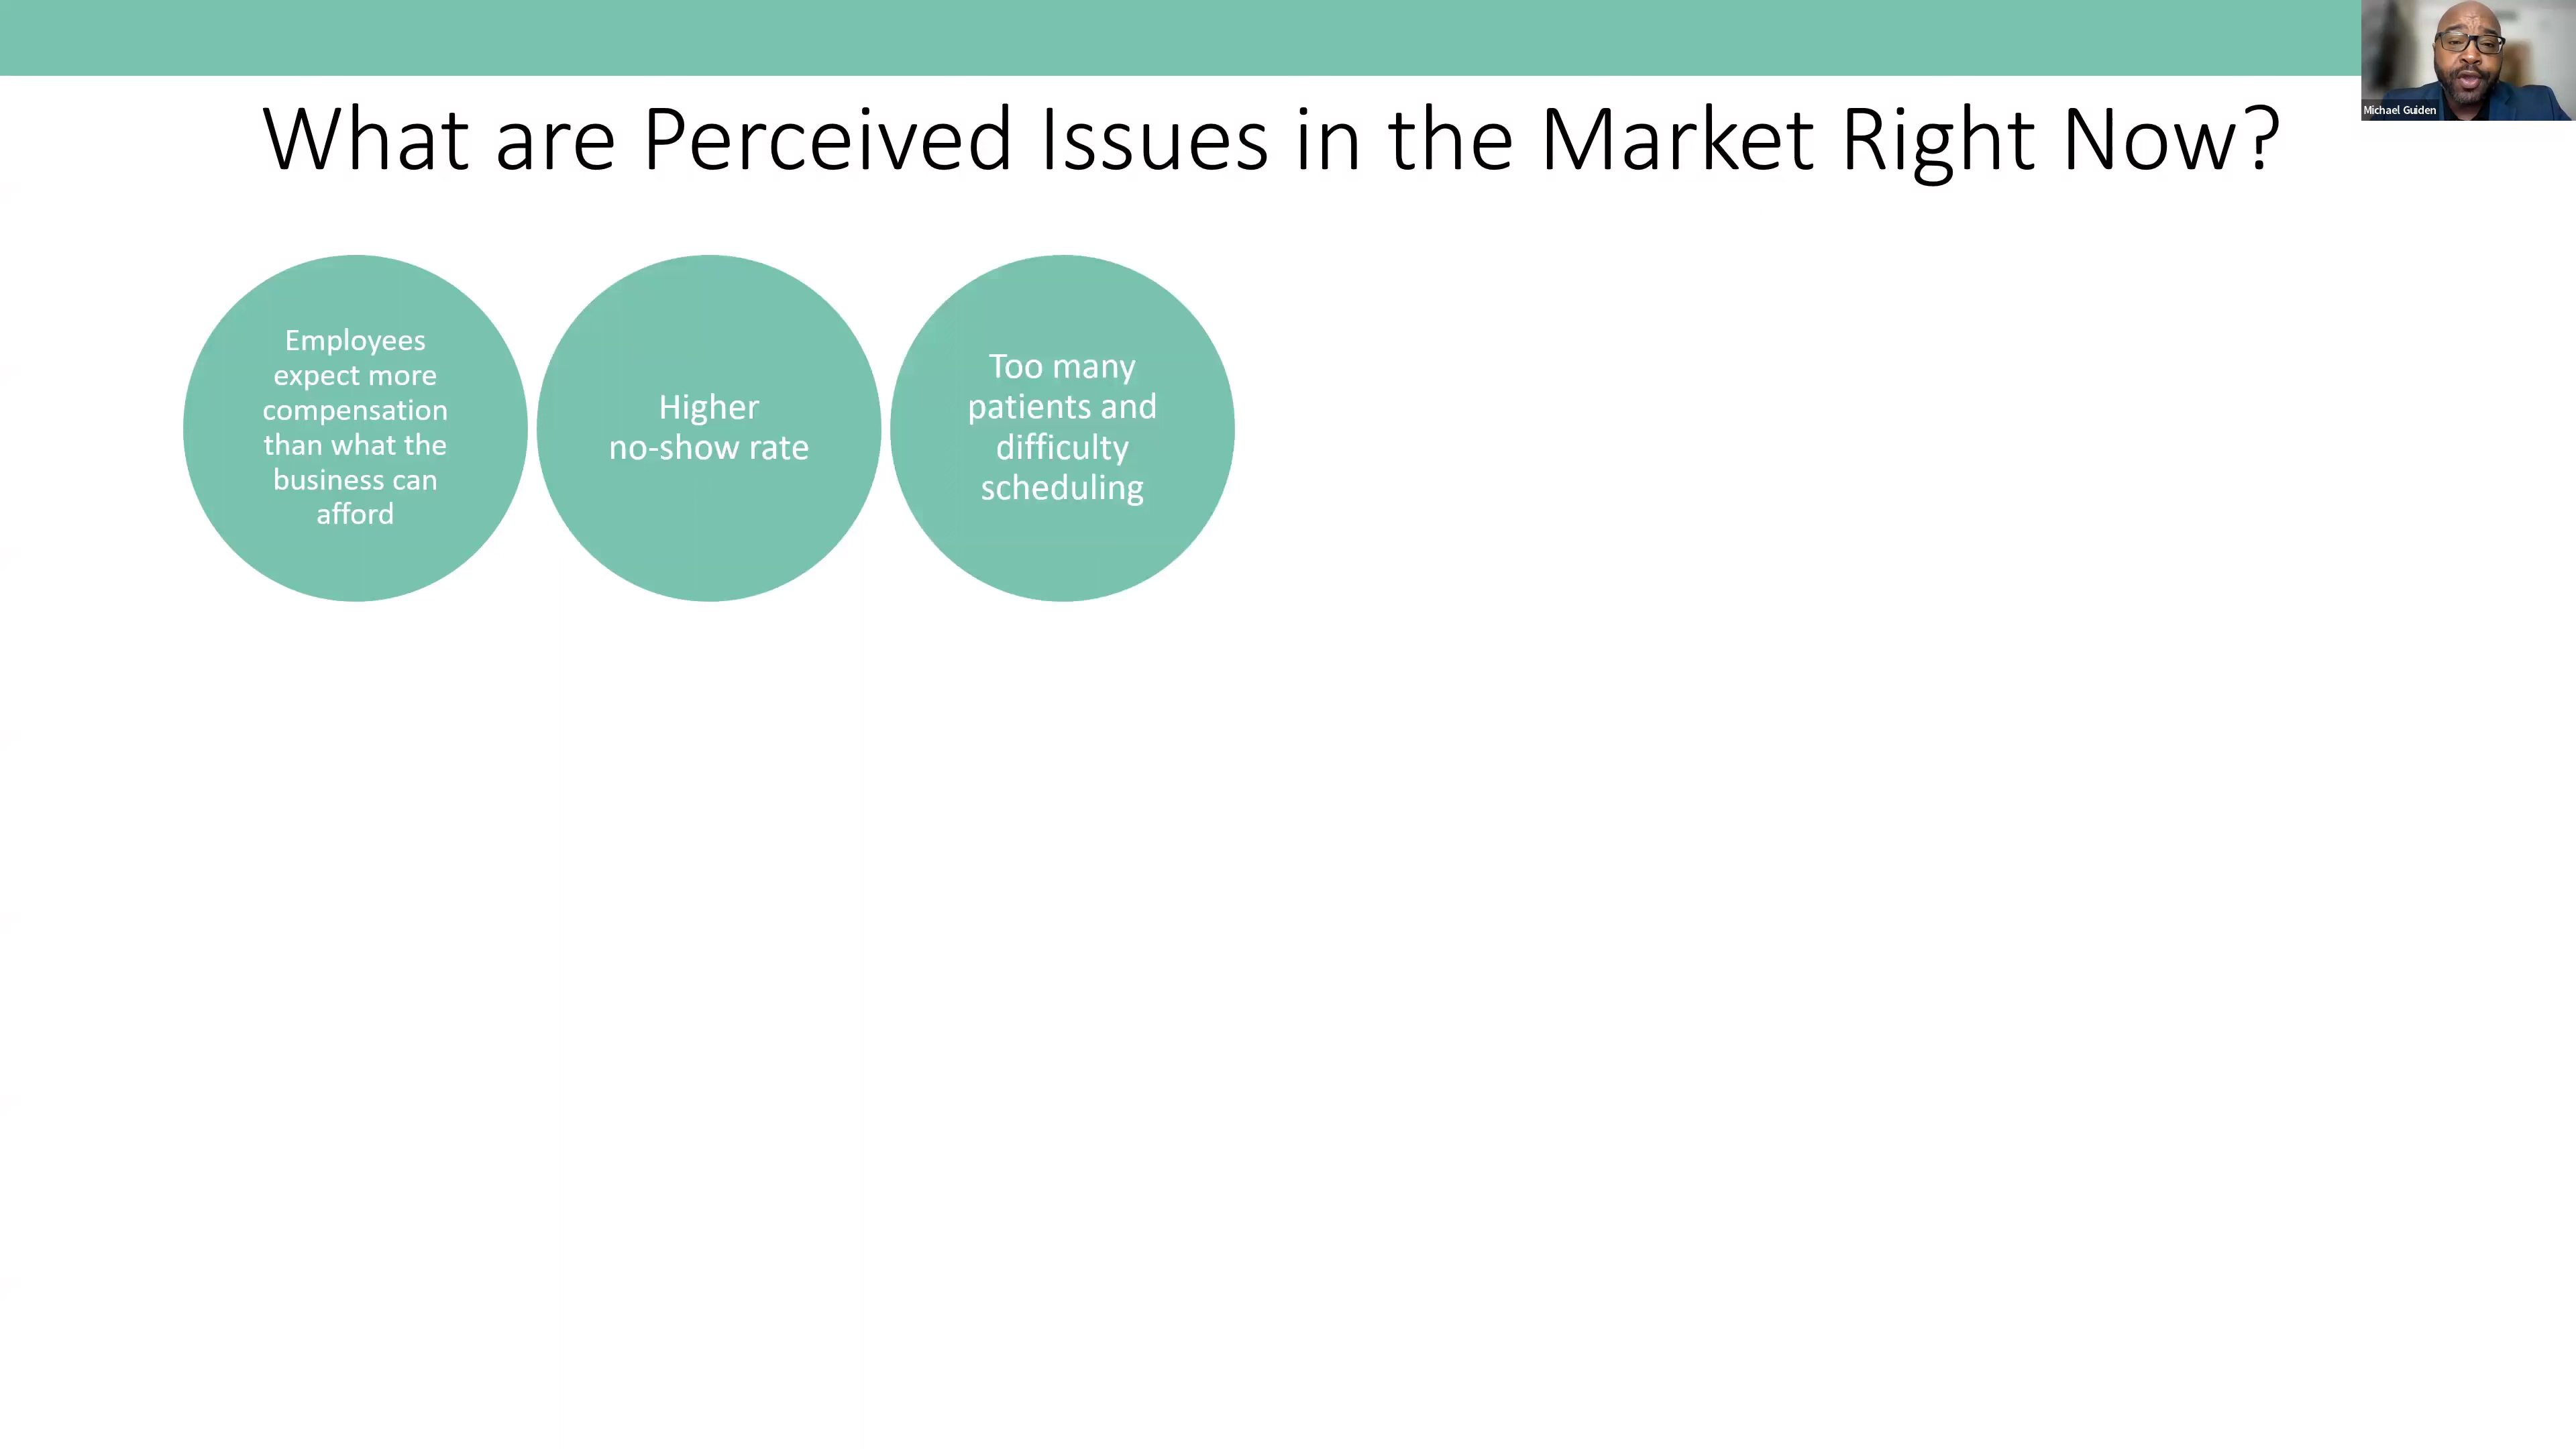 What are Perceived Issues in the Market Right Now?
Michael Guiden
Employees
expect more
compensation
than what the
business can
afford
Higher
no-show rate
Too many
patients and
difficulty
scheduling